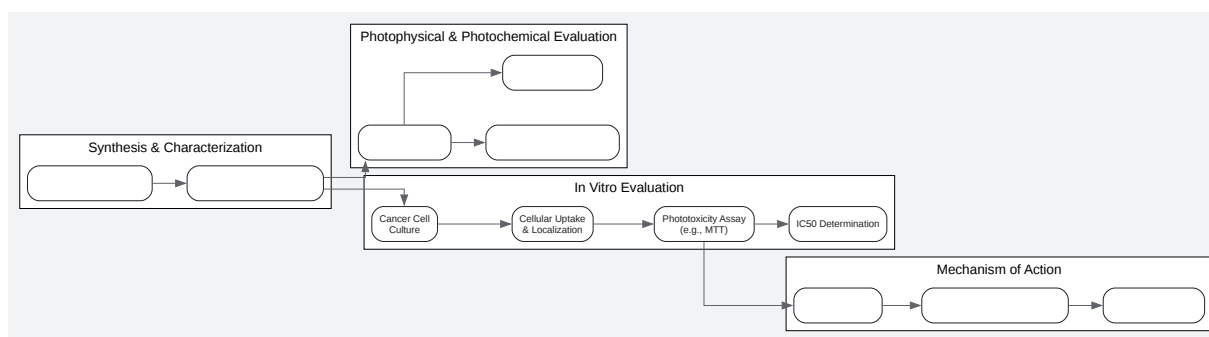 Photophysical & Photochemical Evaluation
Synthesis & Characterization
In Vitro Evaluation
Cancer Cell
Culture
Cellular Uptake
& Localization
Phototoxicity Assay
(e.g., MTT)
IC50 Determination
Mechanism of Action